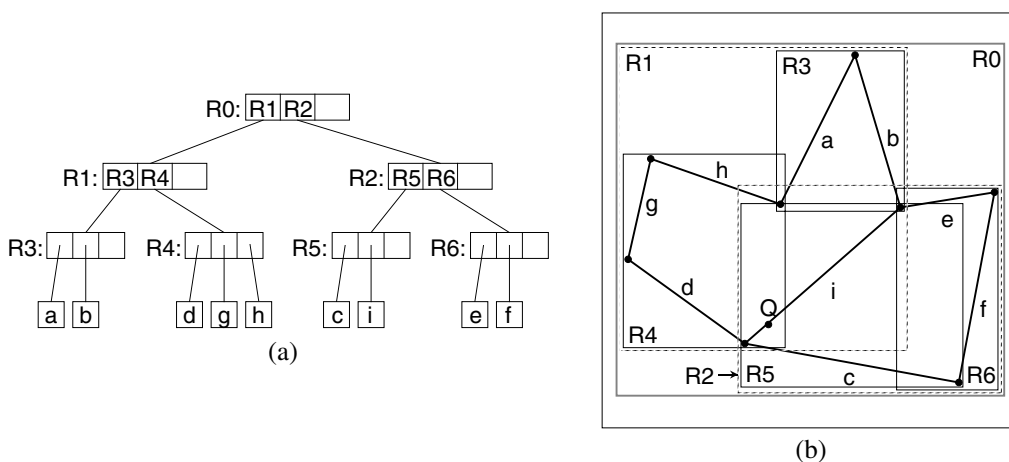 R0: R1 R2
R1: R3 R4
R2: R5 R6
R3:
R4:
R5:
R6:
a b d g h c i e f
(a)
R1 R3 R0
a b
h
g e
d i f
Q
R4
R2 R5 c R6
(b)